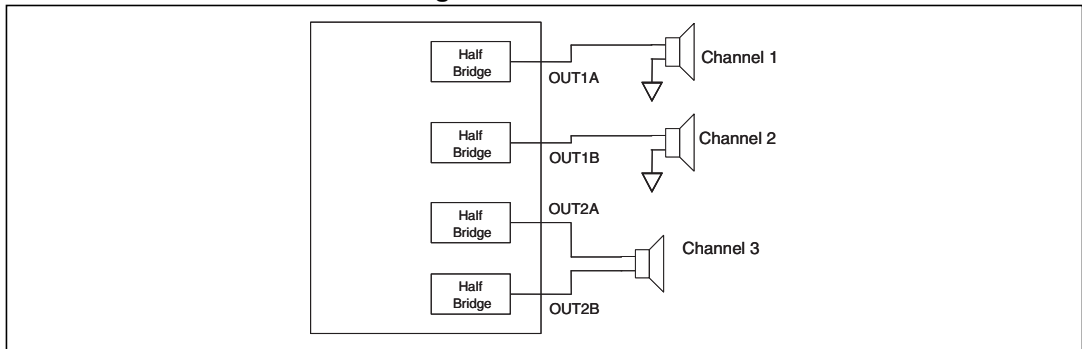 Half
Bridge
OUT1A
Channel 1
Half
Bridge
OUT1B
Channel 2
Half
Bridge
OUT2A
Channel 3
Half
Bridge
OUT2B